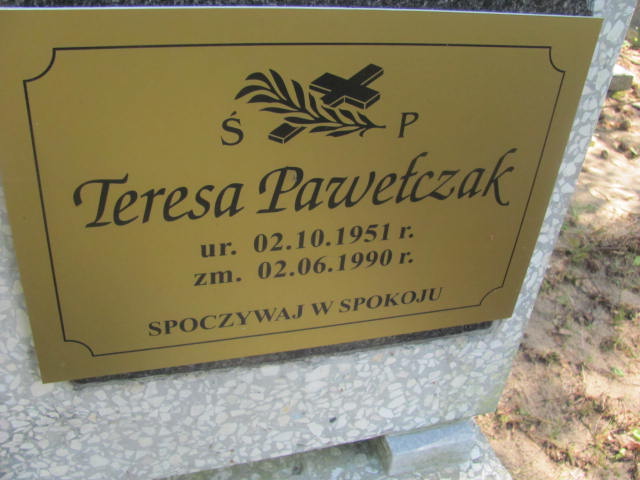 Ś P
Teresa Pawełczak
ur. 02.10.1951 r.
zm. 02.06.1990 r.
SPOCZYWAJ W SPOKOJU